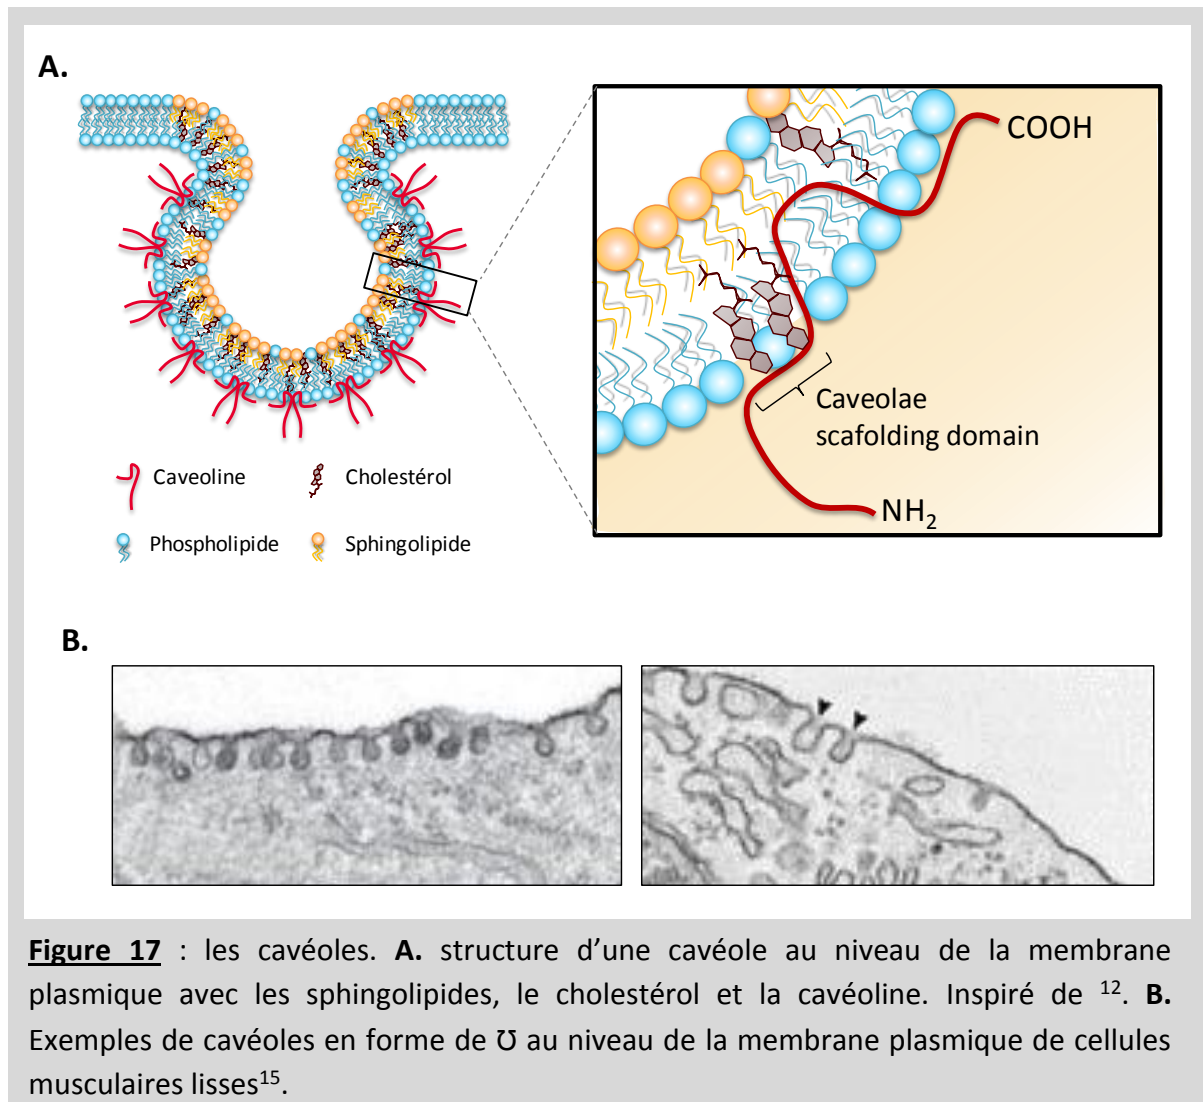 A.
COOH
Caveolae
scafolding domain
NH2
Caveoline
Cholestérol
Phospholipide
Sphingolipide
B.
Figure 17 : les cavéoles. A. structure d’une cavéole au niveau de la membrane
plasmique avec les sphingolipides, le cholestérol et la cavéoline. Inspiré de 12. B.
Exemples de cavéoles en forme de Ʊ au niveau de la membrane plasmique de cellules
musculaires lisses15.